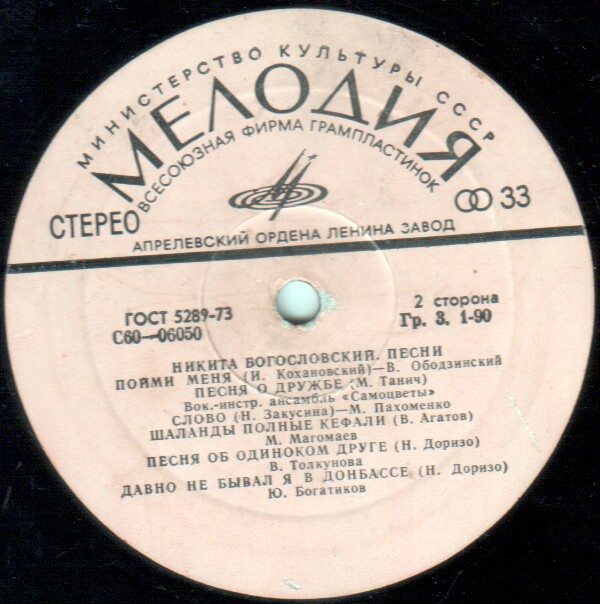 МИНИСТЕРСТВО КУЛЬТУРЫ СССР
МЕЛОДИЯ
ВСЕСОЮЗНАЯ ФИРМА ГРАМПЛАСТИНОК
СТЕРЕО
33
АПРЕЛЕВСКИЙ ОРДЕНА ЛЕНИНА ЗАВОД
ГОСТ 5289-73
2 сторона
С60—06050
Гр. 3. 1-90
НИКИТА БОГОСЛОВСКИЙ. ПЕСНИ
ПОЙМИ МЕНЯ (И. Кохановский)—В. Ободзинский
ПЕСНЯ О ДРУЖБЕ (М. Танич)
Вок.-инстр. ансамбль «Самоцветы»
СЛОВО (Н. Закусина)—М. Пахоменко
ШАЛАНДЫ ПОЛНЫЕ КЕФАЛИ (В. Агатов)
М. Магомаев
ПЕСНЯ ОБ ОДИНОКОМ ДРУГЕ (Н. Доризо)
В. Толкунова
ДАВНО НЕ БЫВАЛ Я В ДОНБАССЕ (Н. Доризо)
Ю. Богатиков